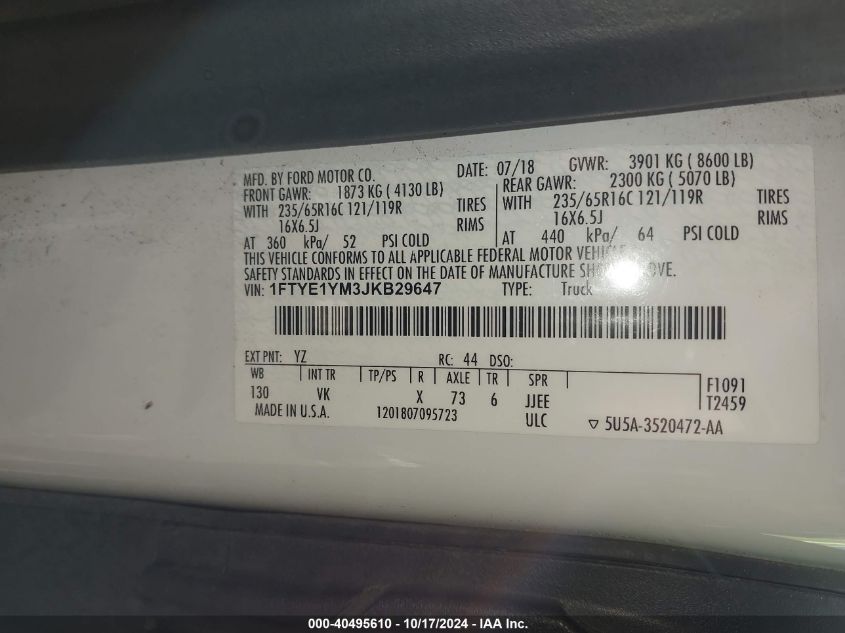 MFD. BY FORD MOTOR CO. DATE: 07/18 GVWR: 3901 KG ( 8600 LB)
FRONT GAWR: 1873 KG ( 4130 LB) REAR GAWR: 2300 KG ( 5070 LB)
WITH 235/65R16C 121/119R TIRES WITH 235/65R16C 121/119R TIRES
16X6.5J RIMS 16X6.5J RIMS
AT 360 kPa/ 52 PSI COLD AT 440 kPa/ 64 PSI COLD
THIS VEHICLE CONFORMS TO ALL APPLICABLE FEDERAL MOTOR VEHICLE
SAFETY STANDARDS IN EFFECT ON THE DATE OF MANUFACTURE SHOWN ABOVE.
VIN: 1FTYE1YM3JKB29647 TYPE: Truck
EXT PNT: YZ RC: 44 DSO:
WB INT TR TP/PS R AXLE TR SPR F1091
130 VK X 73 6 JJEE T2459
MADE IN U.S.A. 1201807095723 ULC ▽ 5U5A-3520472-AA
000-40495610 - 10/17/2024 - IAA Inc.